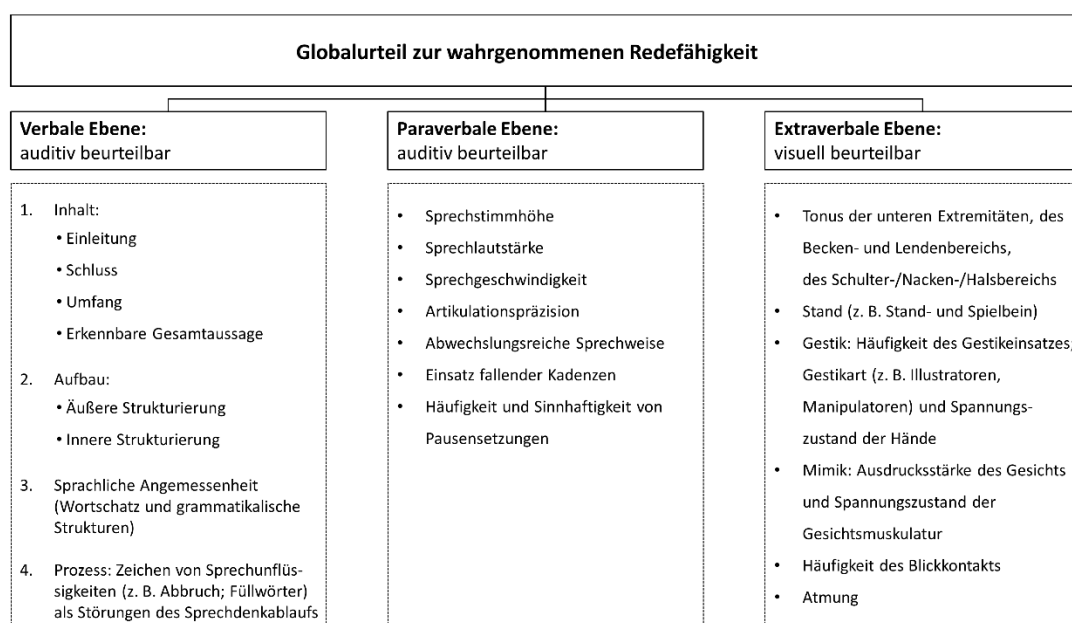 Globalurteil zur wahrgenommenen Redefähigkeit
Verbale Ebene:
auditiv beurteilbar
1. Inhalt:
• Einleitung
• Schluss
• Umfang
• Erkennbare Gesamtaussage
2. Aufbau:
• Äußere Strukturierung
• Innere Strukturierung
3. Sprachliche Angemessenheit
(Wortschatz und grammatikalische
Strukturen)
4. Prozess: Zeichen von Sprechunflüs-
sigkeiten (z. B. Abbruch; Füllwörter)
als Störungen des Sprechdenkablaufs
Paraverbale Ebene:
auditiv beurteilbar
• Sprechstimmhöhe
• Sprechlautstärke
• Sprechgeschwindigkeit
• Artikulationspräzision
• Abwechslungsreiche Sprechweise
• Einsatz fallender Kadenzen
• Häufigkeit und Sinnhaftigkeit von
Pausensetzungen
Extraverbale Ebene:
visuell beurteilbar
• Tonus der unteren Extremitäten, des
Becken- und Lendenbereichs,
des Schulter-/Nacken-/Halsbereichs
• Stand (z. B. Stand- und Spielbein)
• Gestik: Häufigkeit des Gestikeinsatzes;
Gestikart (z. B. Illustratoren,
Manipulatoren) und Spannungs-
zustand der Hände
• Mimik: Ausdrucksstärke des Gesichts
und Spannungszustand der
Gesichtsmuskulatur
• Häufigkeit des Blickkontakts
• Atmung